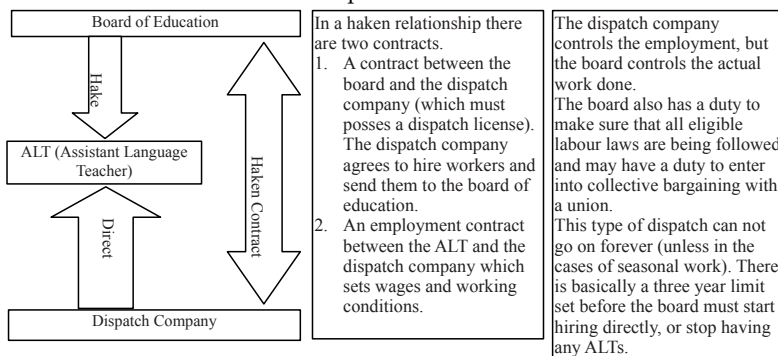 Board of Education
Hake
ALT (Assistant Language
Teacher)
Direct
Haken Contract
Dispatch Company
In a haken relationship there
are two contracts.
1. A contract between the
board and the dispatch
company (which must
posses a dispatch license).
The dispatch company
agrees to hire workers and
send them to the board of
education.
2. An employment contract
between the ALT and the
dispatch company which
sets wages and working
conditions.
The dispatch company
controls the employment, but
the board controls the actual
work done.
The board also has a duty to
make sure that all eligible
labour laws are being followed
and may have a duty to enter
into collective bargaining with
a union.
This type of dispatch can not
go on forever (unless in the
cases of seasonal work). There
is basically a three year limit
set before the board must start
hiring directly, or stop having
any ALTs.